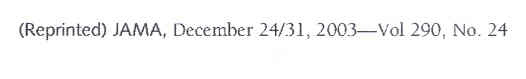 (Reprinted) JAMA, December 24/31, 2003—Vol 290, No. 24